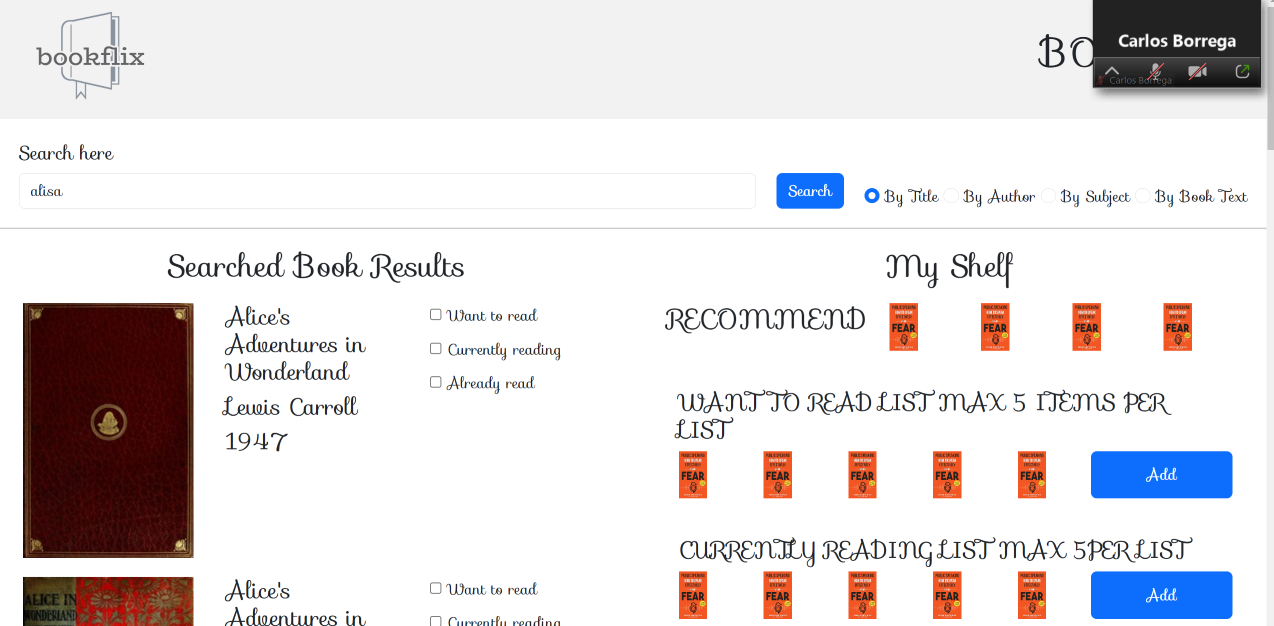 bookflix
BO
Carlos Borrega
Carlos Borrega
Search here
alisa
Search
By Title By Author By Subject By Book Text
Searched Book Results
My Shelf
Alice's
Adventures in
Wonderland
Lewis Carroll
1947
Want to read
Currently reading
Already read
RECOMMEND
FEAR FEAR FEAR FEAR
WANT TO READ LIST MAX 5 ITEMS PER
LIST
FEAR FEAR FEAR FEAR FEAR
Add
CURRENTLY READING LIST MAX 5PER LIST
FEAR FEAR FEAR FEAR FEAR
Add
ALICE IN
WONDERLAND
Alice's
Adventures in
Want to read
Currently reading